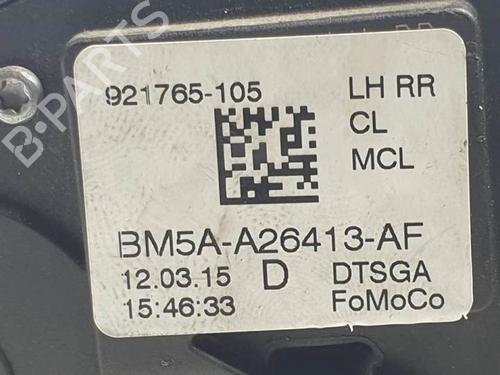 921765-105 LH RR
CL
MCL
BM5A-A26413-AF
12.03.15 D DTSGA
15:46:33 FoMoCo
B-PARTS